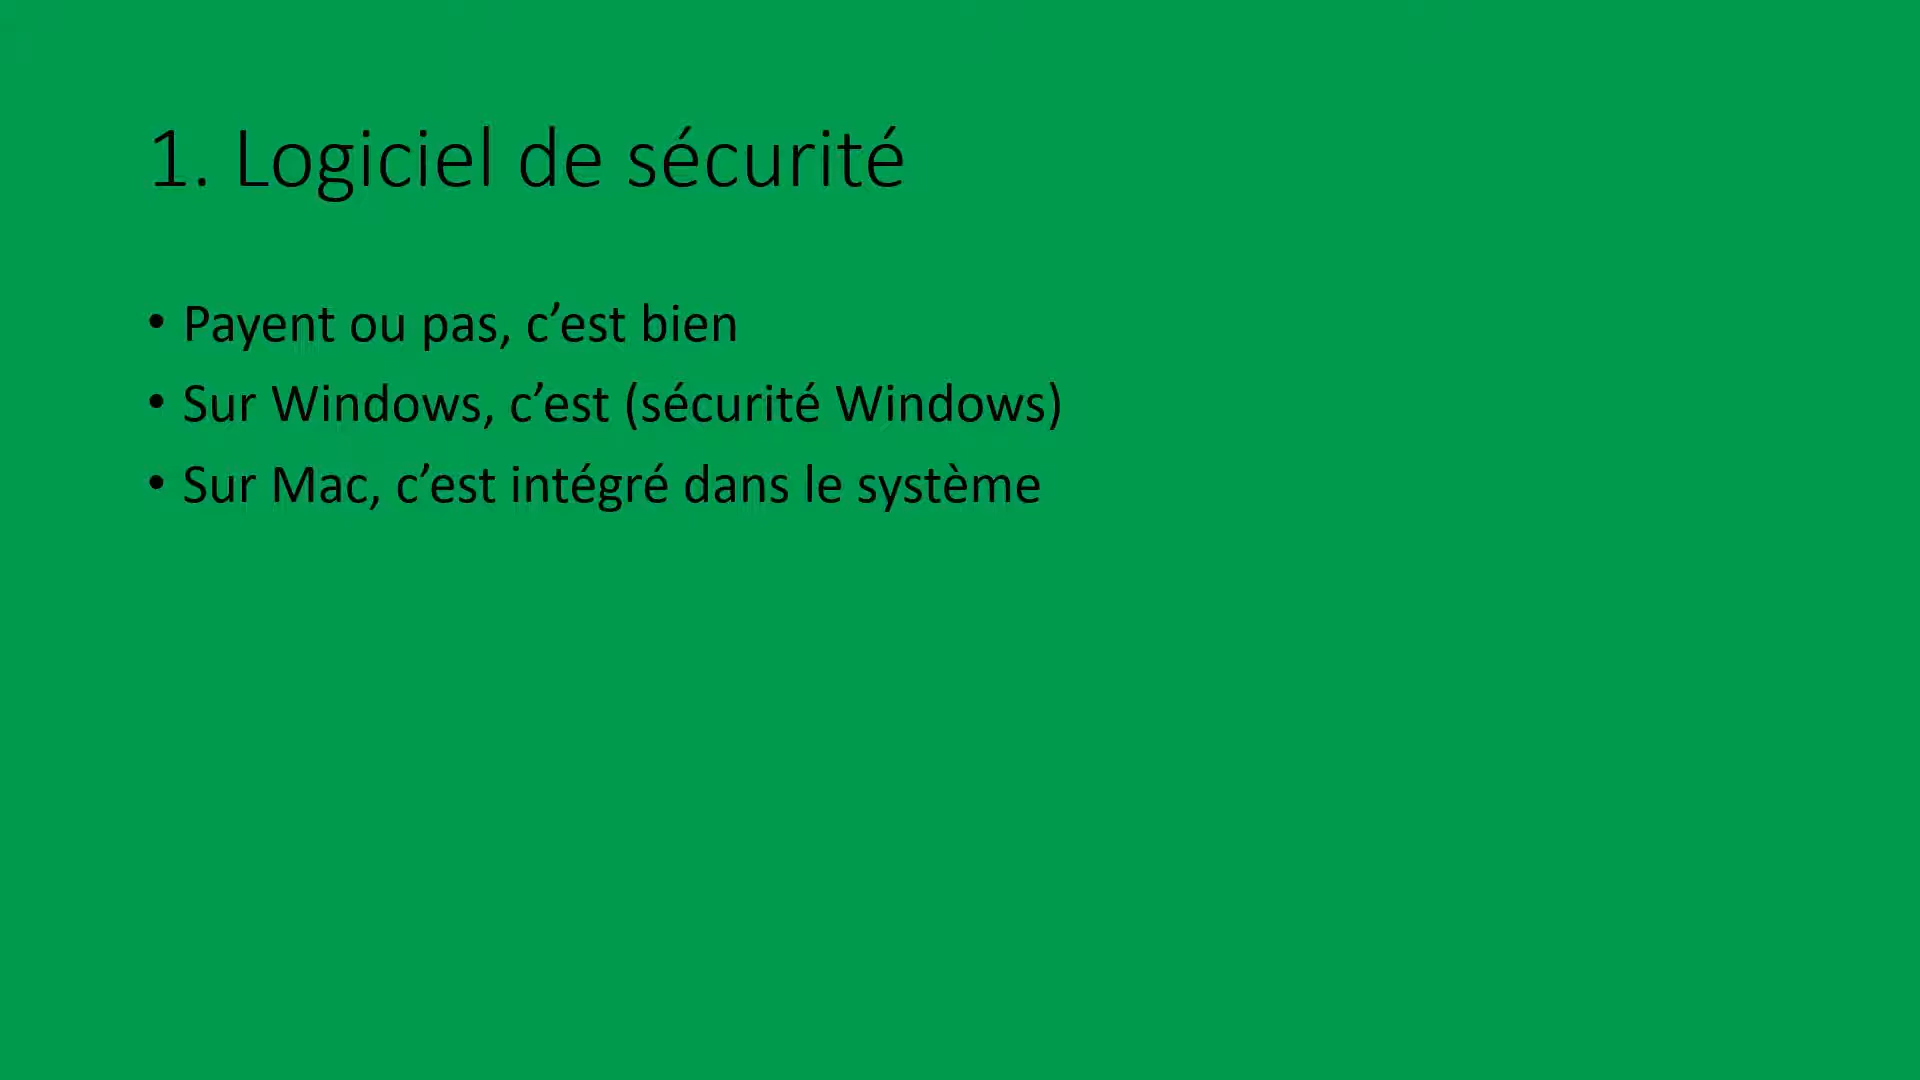 1. Logiciel de sécurité
• Payent ou pas, c’est bien
• Sur Windows, c’est (sécurité Windows)
• Sur Mac, c’est intégré dans le système